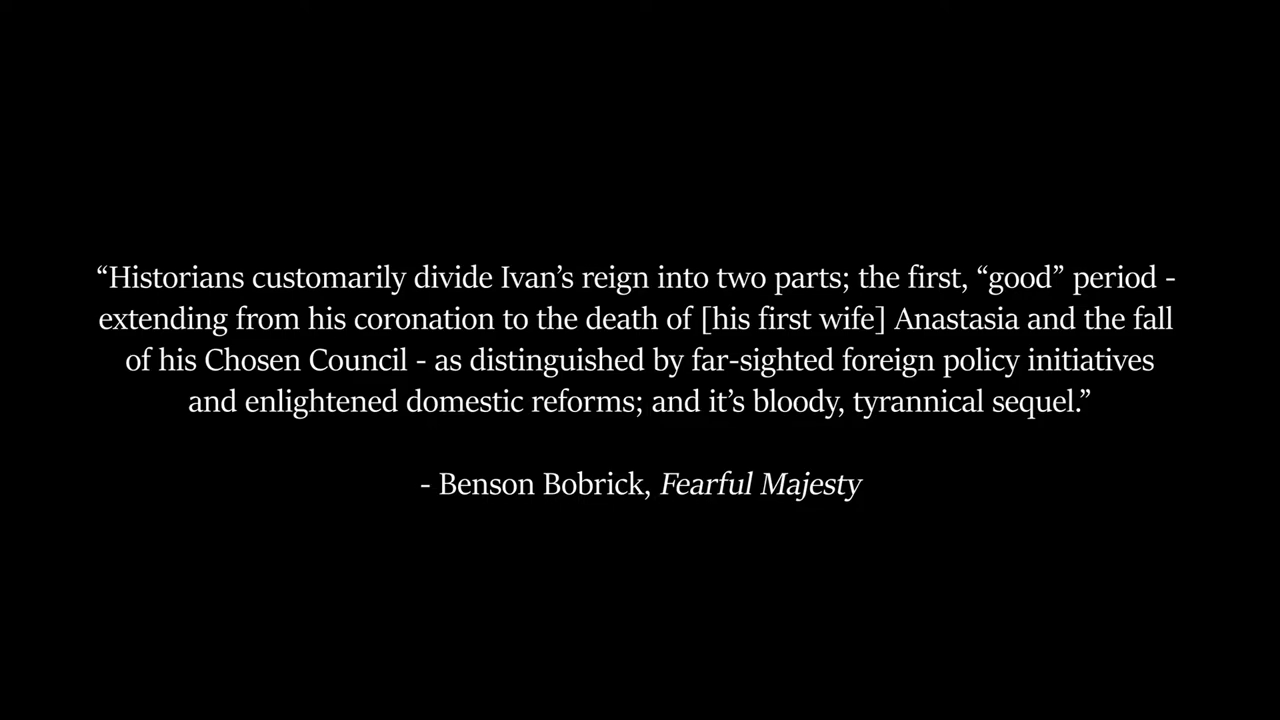 “Historians customarily divide Ivan’s reign into two parts; the first, “good” period -
extending from his coronation to the death of [his first wife] Anastasia and the fall
of his Chosen Council - as distinguished by far-sighted foreign policy initiatives
and enlightened domestic reforms; and it’s bloody, tyrannical sequel.”
- Benson Bobrick, Fearful Majesty